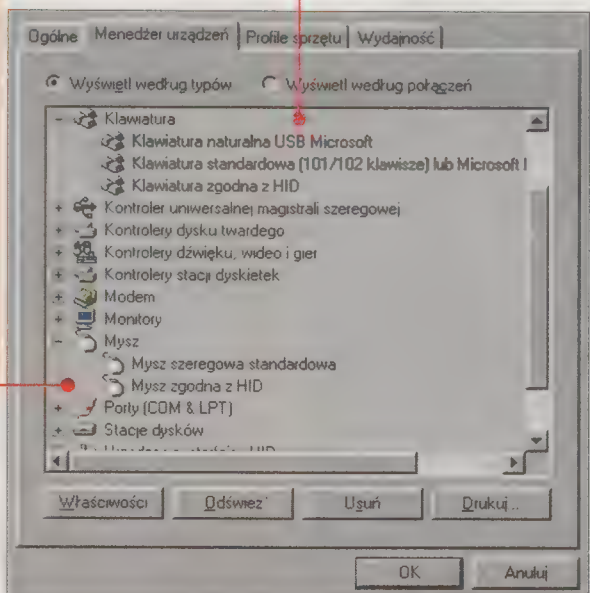 Ogólne Menedżer urządzeń Profile sprzętu Wydajność
Wyświetl według typów Wyświetl według połączeń
Klawiatura
Klawiatura naturalna USB Microsoft
Klawiatura standardowa (101/102 klawisze) lub Microsoft
Klawiatura zgodna z HID
Kontroler uniwersalnej magistrali szeregowej
Kontrolery dysku twardego
Kontrolery dźwięku, wideo i gier
Kontrolery stacji dyskietek
Modem
Monitory
Mysz
Mysz szeregowa standardowa
Mysz zgodna z HID
Porty (COM & LPT)
Stacje dysków
HID
Właściwości Odśwież Usuń Drukuj...
OK Anuluj